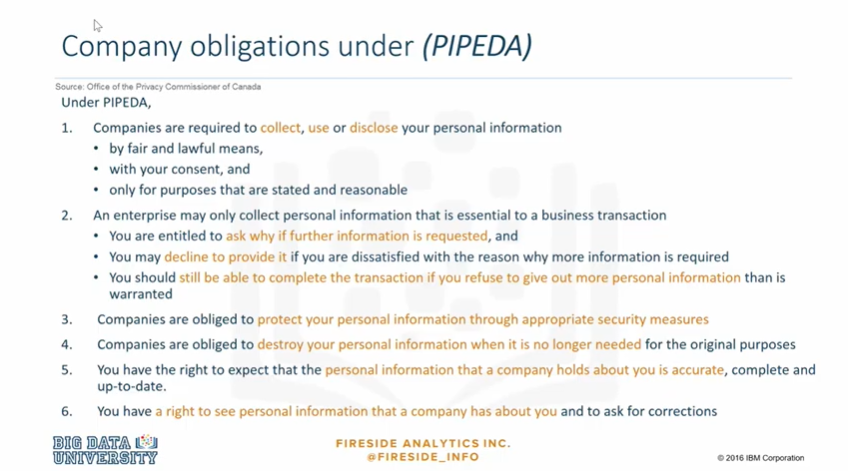 Company obligations under (PIPEDA)
Source: Office of the Privacy Commissioner of Canada
Under PIPEDA,
1. Companies are required to collect, use or disclose your personal information
• by fair and lawful means,
• with your consent, and
• only for purposes that are stated and reasonable
2. An enterprise may only collect personal information that is essential to a business transaction
• You are entitled to ask why if further information is requested, and
• You may decline to provide it if you are dissatisfied with the reason why more information is required
• You should still be able to complete the transaction if you refuse to give out more personal information than is
warranted
3. Companies are obliged to protect your personal information through appropriate security measures
4. Companies are obliged to destroy your personal information when it is no longer needed for the original purposes
5. You have the right to expect that the personal information that a company holds about you is accurate, complete and
up-to-date.
6. You have a right to see personal information that a company has about you and to ask for corrections
BIG DATA
UNIVERSITY
FIRESIDE ANALYTICS INC.
@FIRESIDE_INFO
© 2016 IBM Corporation